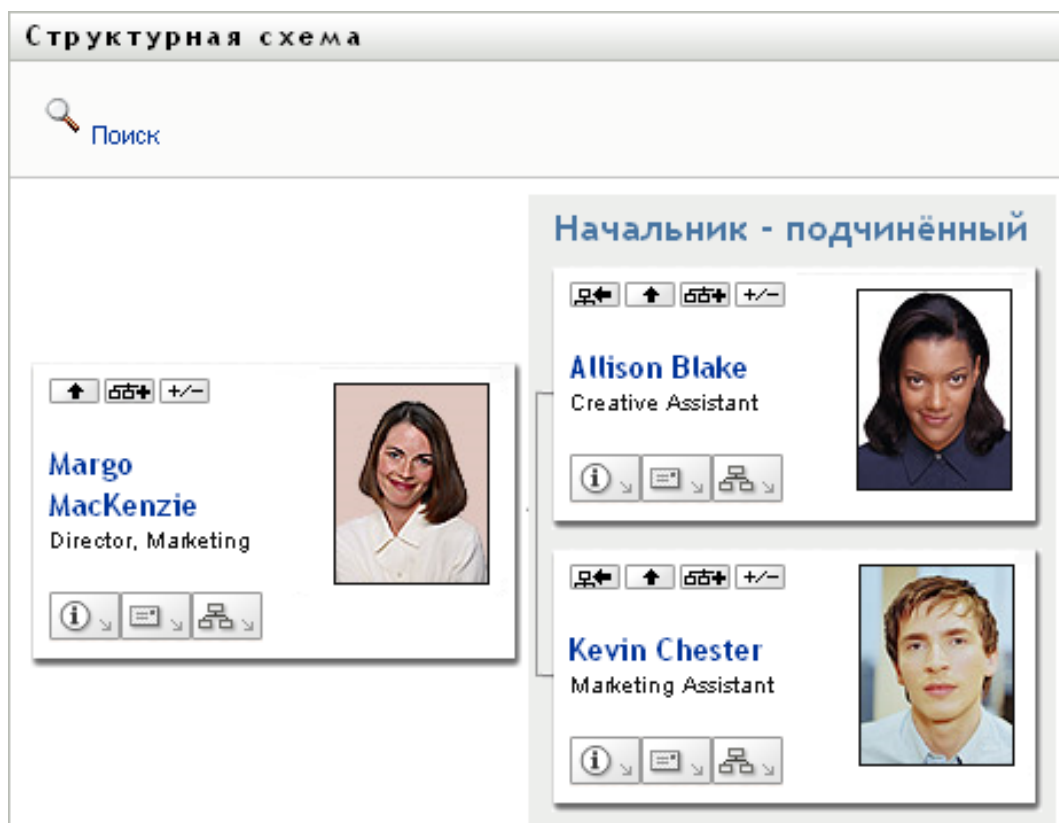 Структурная схема
Поиск
Начальник - подчинённый
+/-
Allison Blake
Creative Assistant
+/-
Margo
MacKenzie
Director, Marketing
+/-
Kevin Chester
Marketing Assistant